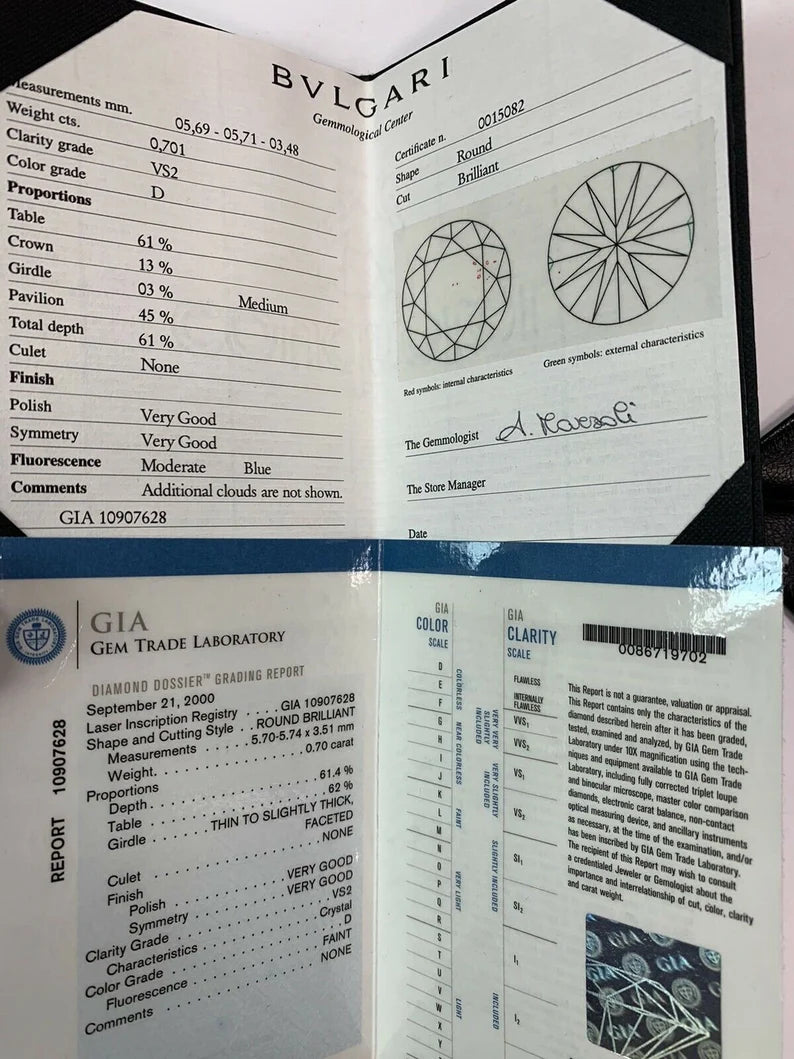 BVLGARI
Gemmological Center
Measurements mm. 05,69 - 05,71 - 03,48
Weight cts. 0,701
Clarity grade VS2
Color grade D
Proportions
Table 61 %
Crown 13 %
Girdle 03 % Medium
Pavilion 45 %
Total depth 61 %
Culet None
Finish
Polish Very Good
Symmetry Very Good
Fluorescence Moderate Blue
Comments Additional clouds are not shown.
GIA 10907628
Certificate n. 0015082
Shape Round
Cut Brilliant
Red symbols: internal characteristics
Green symbols: external characteristics
The Gemmologist
The Store Manager
Date
GIA
GEM TRADE LABORATORY
DIAMOND DOSSIER™ GRADING REPORT
September 21, 2000
Laser Inscription Registry . . . . GIA 10907628
Shape and Cutting Style . . ROUND BRILLIANT
Measurements . . . . . . 5.70-5.74 x 3.51 mm
Weight. . . . . . . . . . . . . . . 0.70 carat
Proportions
Depth. . . . . . . . . . . . . . . 61.4 %
Table . . . . . . . . . . . . . . . 62 %
Girdle . . . . . THIN TO SLIGHTLY THICK,
FACETED
Culet . . . . . . . . . . . . . . . NONE
Finish
Polish . . . . . . . . . . . VERY GOOD
Symmetry . . . . . . . . . VERY GOOD
Clarity Grade . . . . . . . . . . . VS2
Characteristics . . . . . . . . Crystal
Color Grade . . . . . . . . . . . D
Fluorescence . . . . . . . . . . FAINT
Comments . . . . . . . . . . . . NONE
REPORT 10907628
GIA
COLOR
SCALE
D
E
F
G
H
I
J
K
L
M
N
O
P
Q
R
S
T
U
V
W
X
Y
COLORLESS
NEAR COLORLESS
FAINT
VERY LIGHT
LIGHT
GIA
CLARITY
SCALE
FLAWLESS
INTERNALLY
FLAWLESS
VVS1
VVS2
VS1
VS2
SI1
SI2
I1
I2
VERY VERY
SLIGHTLY
INCLUDED
VERY SLIGHTLY
INCLUDED
SLIGHTLY INCLUDED
INCLUDED
0086719702
This Report is not a guarantee, valuation or appraisal.
This Report contains only the characteristics of the
diamond described herein after it has been graded,
tested, examined and analyzed, by GIA Gem Trade
Laboratory under 10X magnification using the tech-
niques and equipment available to GIA Gem Trade
Laboratory, including fully corrected triplet loupe
and binocular microscope, master color comparison
diamonds, electronic carat balance, non-contact
optical measuring device, and ancillary instruments
as necessary, at the time of the examination, and/or
has been inscribed by GIA Gem Trade Laboratory.
The recipient of this Report may wish to consult
a credentialed Jeweler or Gemologist about the
importance and interrelationship of cut, color, clarity
and carat weight.
GIA
GIA